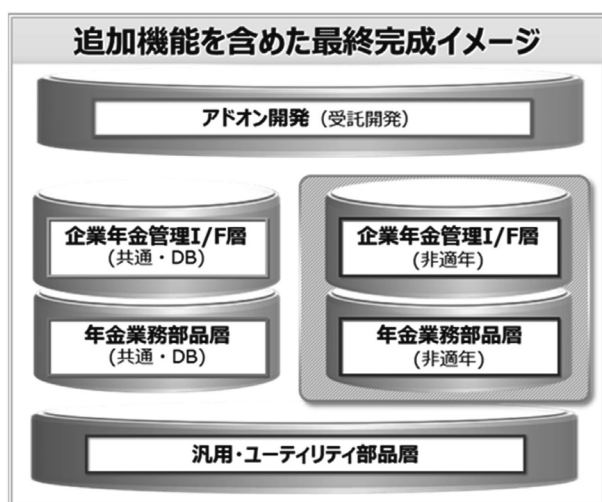 追加機能を含めた最終完成イメージ
アドオン開発 (受託開発)
企業年金管理I/F層
(共通・DB)
企業年金管理I/F層
(非適年)
年金業務部品層
(共通・DB)
年金業務部品層
(非適年)
汎用・ユーティリティ部品層